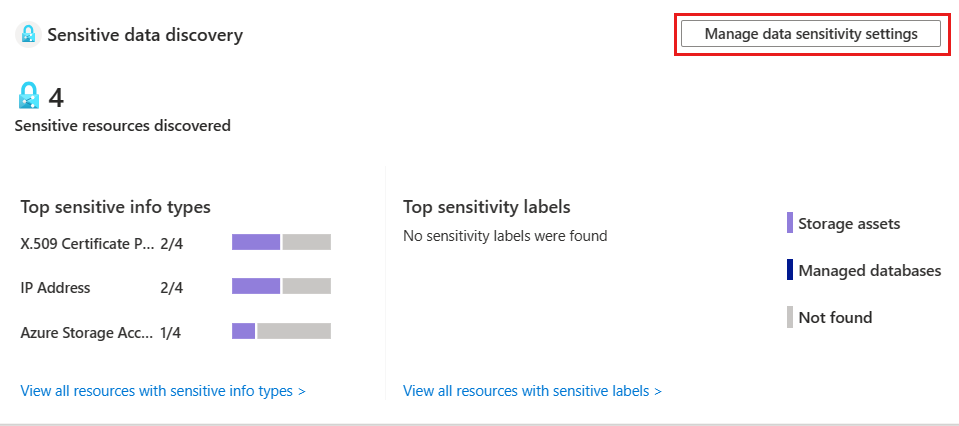 Sensitive data discovery
Manage data sensitivity settings
4
Sensitive resources discovered
Top sensitive info types
X.509 Certificate P... 2/4
IP Address 2/4
Azure Storage Acc... 1/4
View all resources with sensitive info types >
Top sensitivity labels
No sensitivity labels were found
View all resources with sensitive labels >
Storage assets
Managed databases
Not found